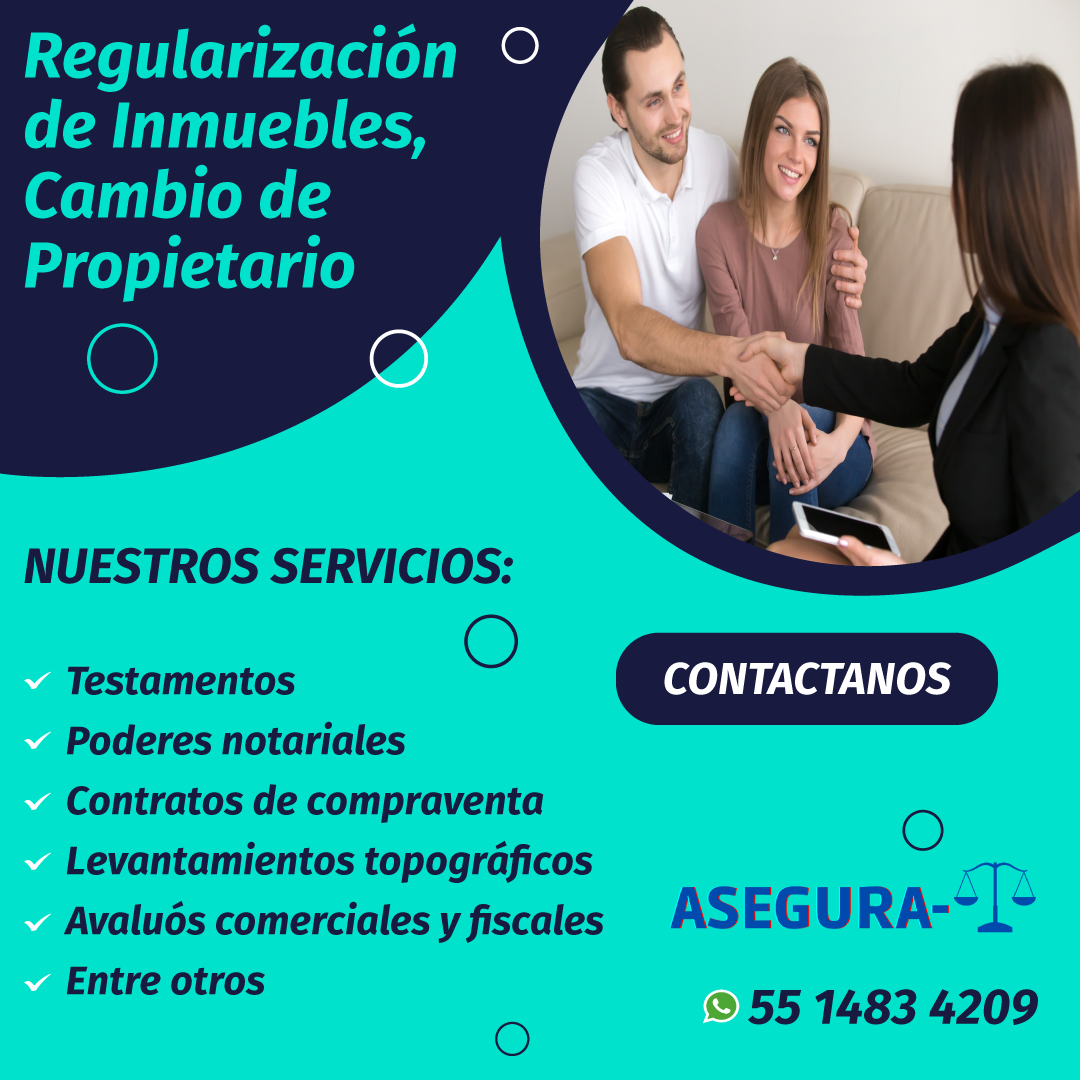 Regularización
de Inmuebles,
Cambio de
Propietario
NUESTROS SERVICIOS:
Testamentos
Poderes notariales
Contratos de compraventa
Levantamientos topográficos
Avaluós comerciales y fiscales
Entre otros
CONTACTANOS
ASEGURA-
55 1483 4209